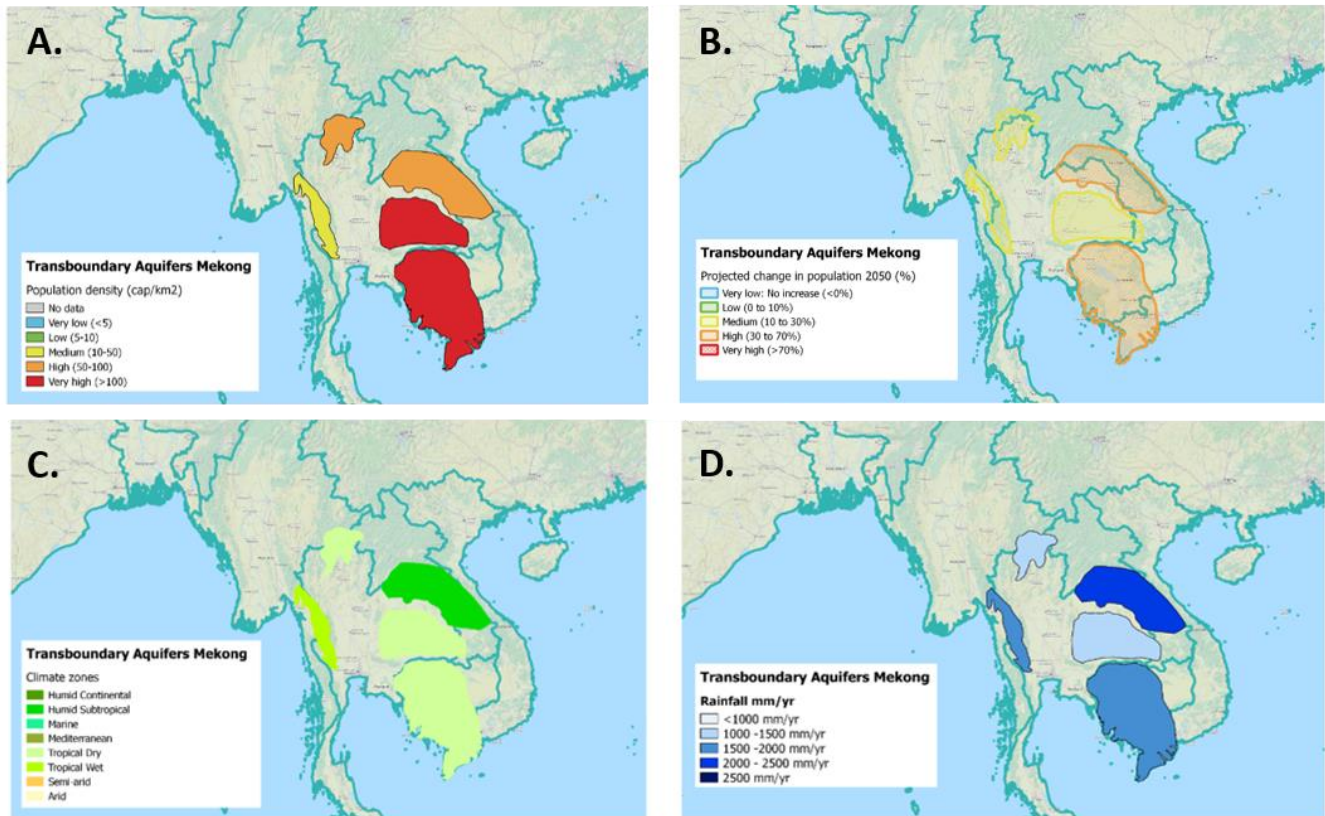 A.
Transboundary Aquifers Mekong
Population density (cap/km2)
No data
Very low (<5)
Low (5-10)
Medium (10-50)
High (50-100)
Very high (>100)
B.
Transboundary Aquifers Mekong
Projected change in population 2050 (%)
Very low: No increase (<0%)
Low (0 to 10%)
Medium (10 to 30%)
High (30 to 70%)
Very high (>70%)
C.
Transboundary Aquifers Mekong
Climate zones
Humid Continental
Humid Subtropical
Marine
Mediterranean
Tropical Dry
Tropical Wet
Semi-arid
Arid
D.
Transboundary Aquifers Mekong
Rainfall mm/yr
<1000 mm/yr
1000 -1500 mm/yr
1500 -2000 mm/yr
2000 - 2500 mm/yr
2500 mm/yr